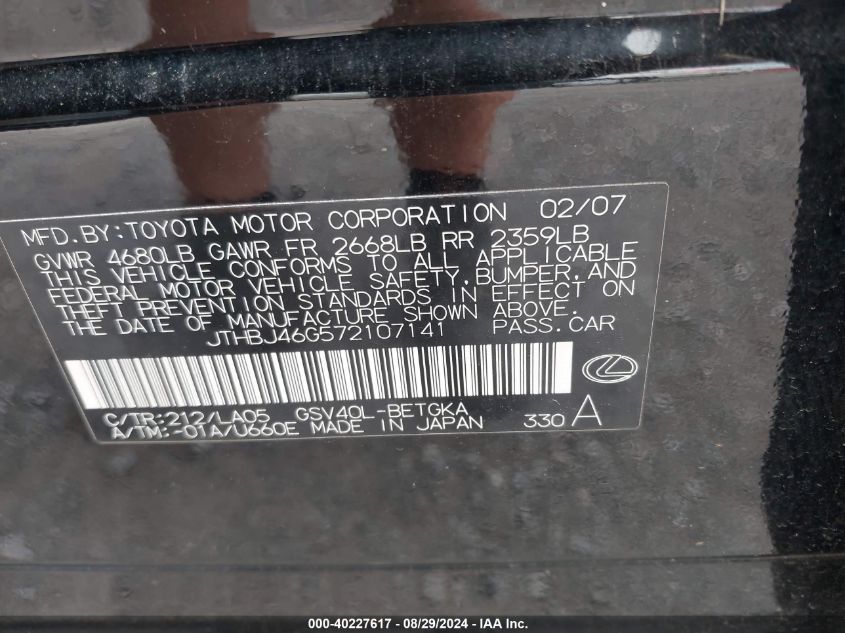 MFD.BY:TOYOTA MOTOR CORPORATION 02/07
GVWR 4680LB GAWR FR 2668LB RR 2359LB
THIS VEHICLE CONFORMS TO ALL APPLICABLE
FEDERAL MOTOR VEHICLE SAFETY,BUMPER,AND
THEFT PREVENTION STANDARDS IN EFFECT ON
THE DATE OF MANUFACTURE SHOWN ABOVE.
JTHBJ46G572107141 PASS.CAR
C/TR:212/LA05 GSV40L-BETGKA
A/TM:-01A/U660E MADE IN JAPAN 330 A
000-40227617 - 08/29/2024 - IAA Inc.